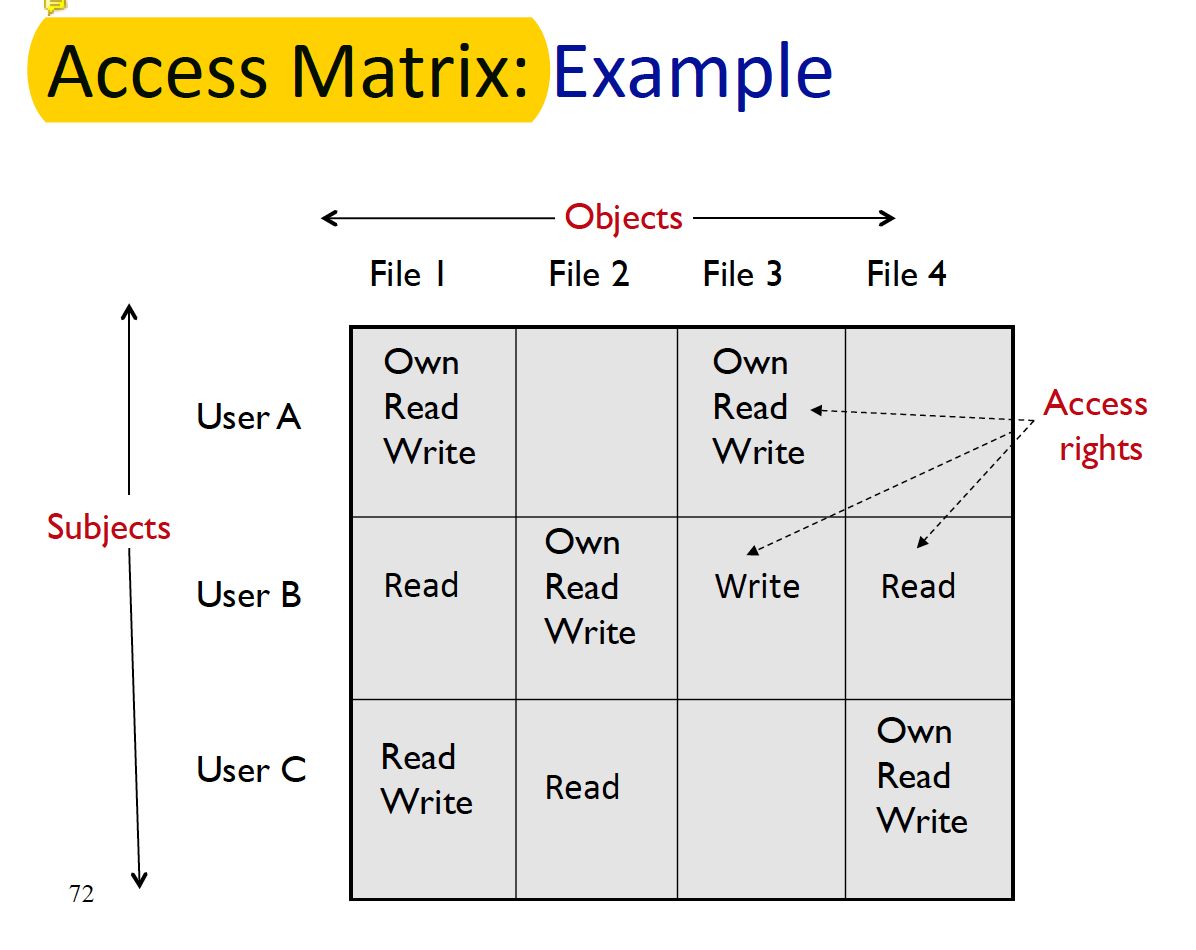 Access Matrix: Example
Objects
File 1 File 2 File 3 File 4
User A
Own
Read
Write
Own
Read
Write
Access
rights
Subjects
User B
Read
Own
Read
Write
Write
Read
User C
Read
Write
Read
Own
Read
Write
72